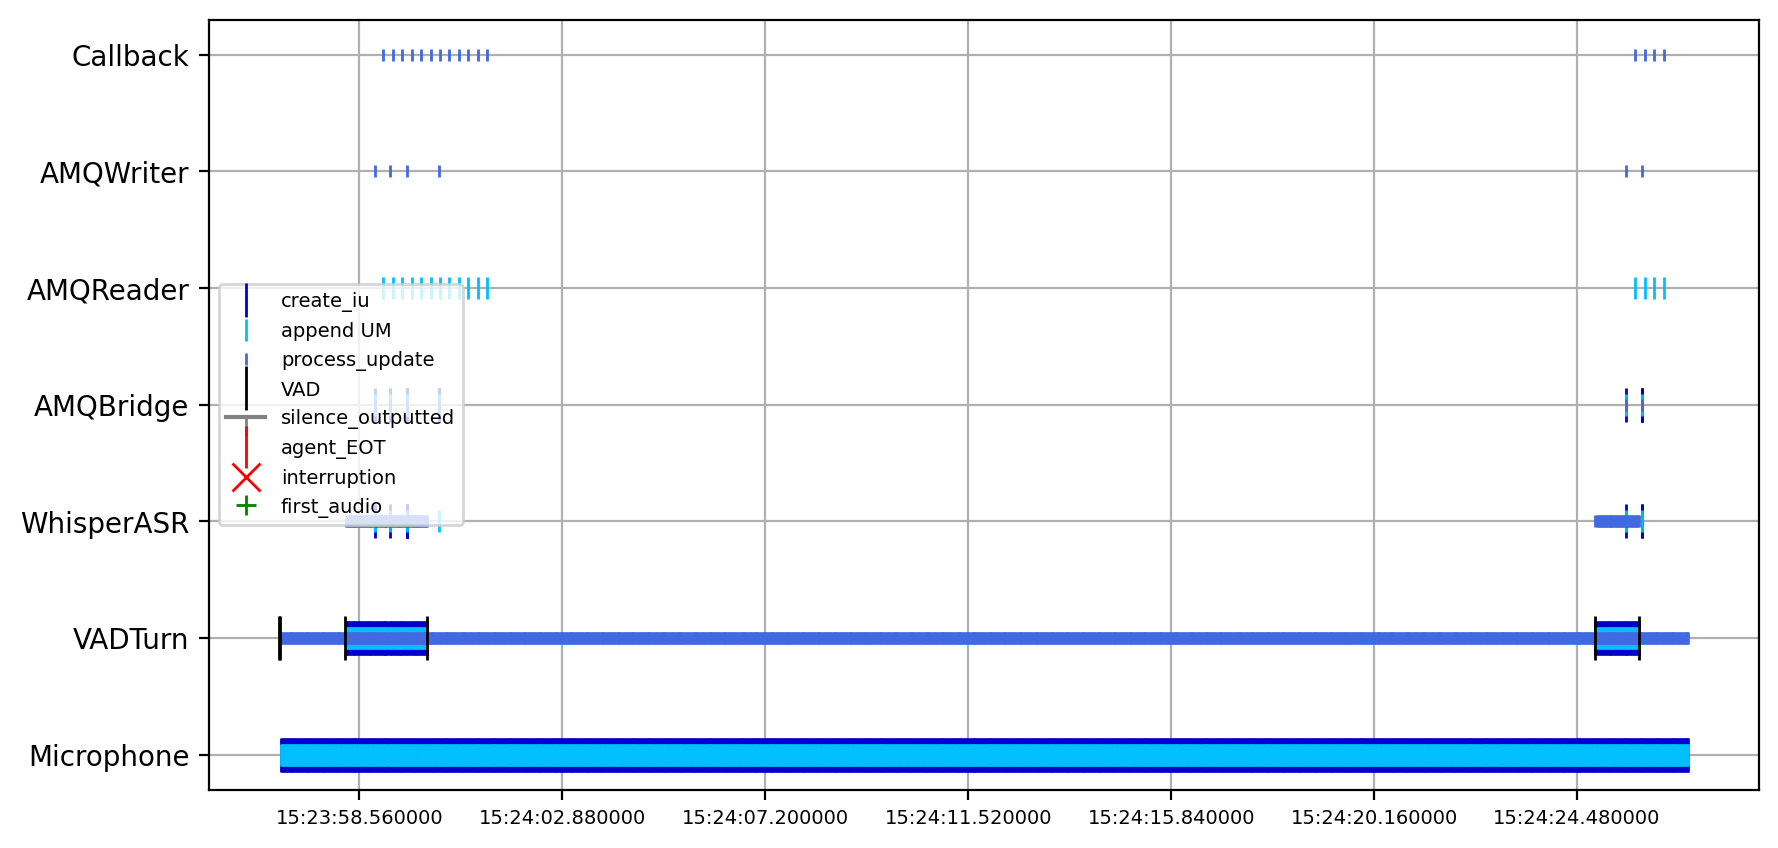 Callback
AMQWriter
AMQReader
AMQBridge
WhisperASR
VADTurn
Microphone
create_iu
append UM
process_update
VAD
silence_outputted
agent_EOT
interruption
first_audio
15:23:58.560000 15:24:02.880000 15:24:07.200000 15:24:11.520000 15:24:15.840000 15:24:20.160000 15:24:24.480000